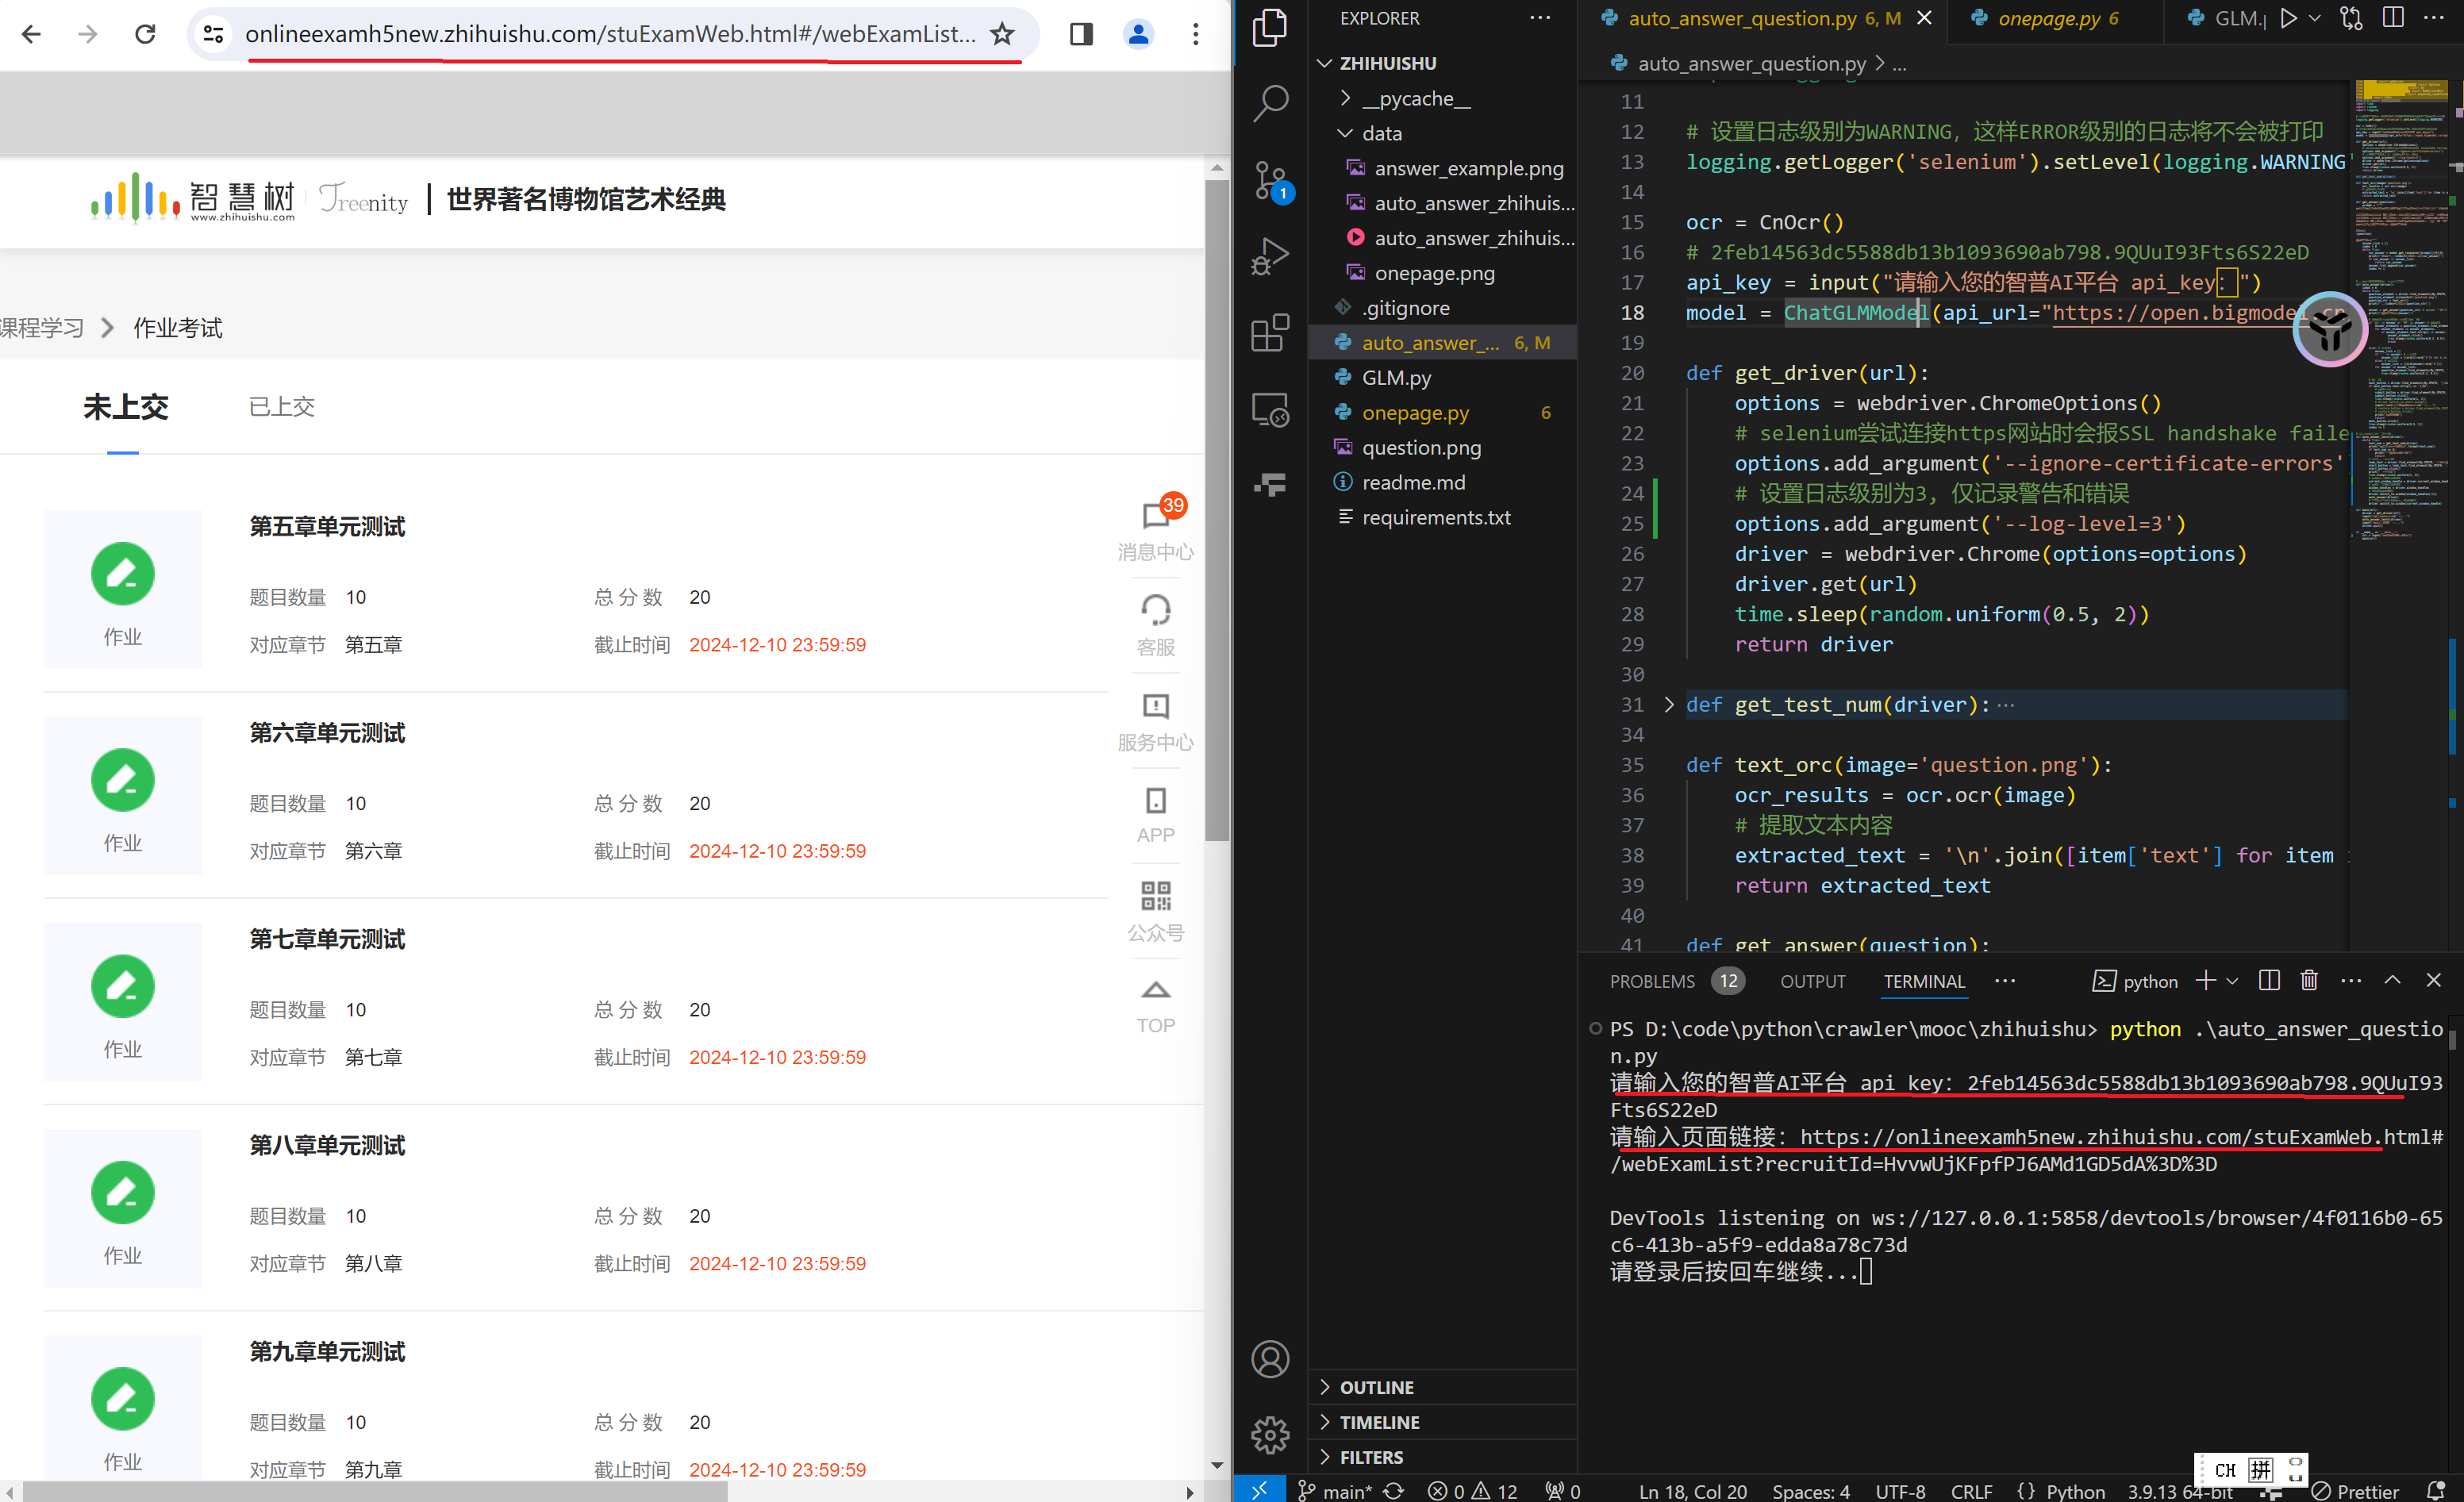 onlineexamh5new.zhihuishu.com/stuExamWeb.html#/webExamList...
智慧树
www.zhihuishu.com
Treenity
世界著名博物馆艺术经典
课程学习
作业考试
未上交
已上交
第五章单元测试
题目数量 10
总分数 20
作业
对应章节 第五章
截止时间 2024-12-10 23:59:59
第六章单元测试
题目数量 10
总分数 20
作业
对应章节 第六章
截止时间 2024-12-10 23:59:59
第七章单元测试
题目数量 10
总分数 20
作业
对应章节 第七章
截止时间 2024-12-10 23:59:59
第八章单元测试
题目数量 10
总分数 20
作业
对应章节 第八章
截止时间 2024-12-10 23:59:59
第九章单元测试
题目数量 10
总分数 20
作业
对应章节 第九章
截止时间 2024-12-10 23:59:59
39
消息中心
客服
服务中心
APP
公众号
TOP
1
EXPLORER
ZHIHUISHU
__pycache__
data
answer_example.png
auto_answer_zhihuis...
auto_answer_zhihuis...
onepage.png
.gitignore
auto_answer_... 6, M
GLM.py
onepage.py 6
question.png
readme.md
requirements.txt
OUTLINE
TIMELINE
FILTERS
auto_answer_question.py 6, M
onepage.py 6
GLM.p
auto_answer_question.py > ...
11
12 # 设置日志级别为WARNING, 这样ERROR级别的日志将不会被打印
13 logging.getLogger('selenium').setLevel(logging.WARNING
14
15 ocr = CnOcr()
16 # 2feb14563dc5588db13b1093690ab798.9QUuI93Fts6S22eD
17 api_key = input("请输入您的智普AI平台 api_key：")
18 model = ChatGLMModel(api_url="https://open.bigmodel.cn
19
20 def get_driver(url):
21 options = webdriver.ChromeOptions()
22 # selenium尝试连接https网站时会报SSL handshake faile
23 options.add_argument('--ignore-certificate-errors'
24 # 设置日志级别为3, 仅记录警告和错误
25 options.add_argument('--log-level=3')
26 driver = webdriver.Chrome(options=options)
27 driver.get(url)
28 time.sleep(random.uniform(0.5, 2))
29 return driver
30
31 def get_test_num(driver):···
34
35 def text_orc(image='question.png'):
36 ocr_results = ocr.ocr(image)
37 # 提取文本内容
38 extracted_text = '\n'.join([item['text'] for item
39 return extracted_text
40
41 def get_answer(question):
PROBLEMS 12 OUTPUT TERMINAL
python
PS D:\code\python\crawler\mooc\zhihuishu> python .\auto_answer_questio
n.py
请输入您的智普AI平台 api_key：2feb14563dc5588db13b1093690ab798.9QUuI93
Fts6S22eD
请输入页面链接：https://onlineexamh5new.zhihuishu.com/stuExamWeb.html#
/webExamList?recruitId=HvvwUjKFpfPJ6AMd1GD5dA%3D%3D
DevTools listening on ws://127.0.0.1:5858/devtools/browser/4f0116b0-65
c6-413b-a5f9-edda8a78c73d
请登录后按回车继续...
CH 拼
main* 0 12 0 Ln 18, Col 20 Spaces: 4 UTF-8 CRLF {} Python 3.9.13 64-bit Prettier